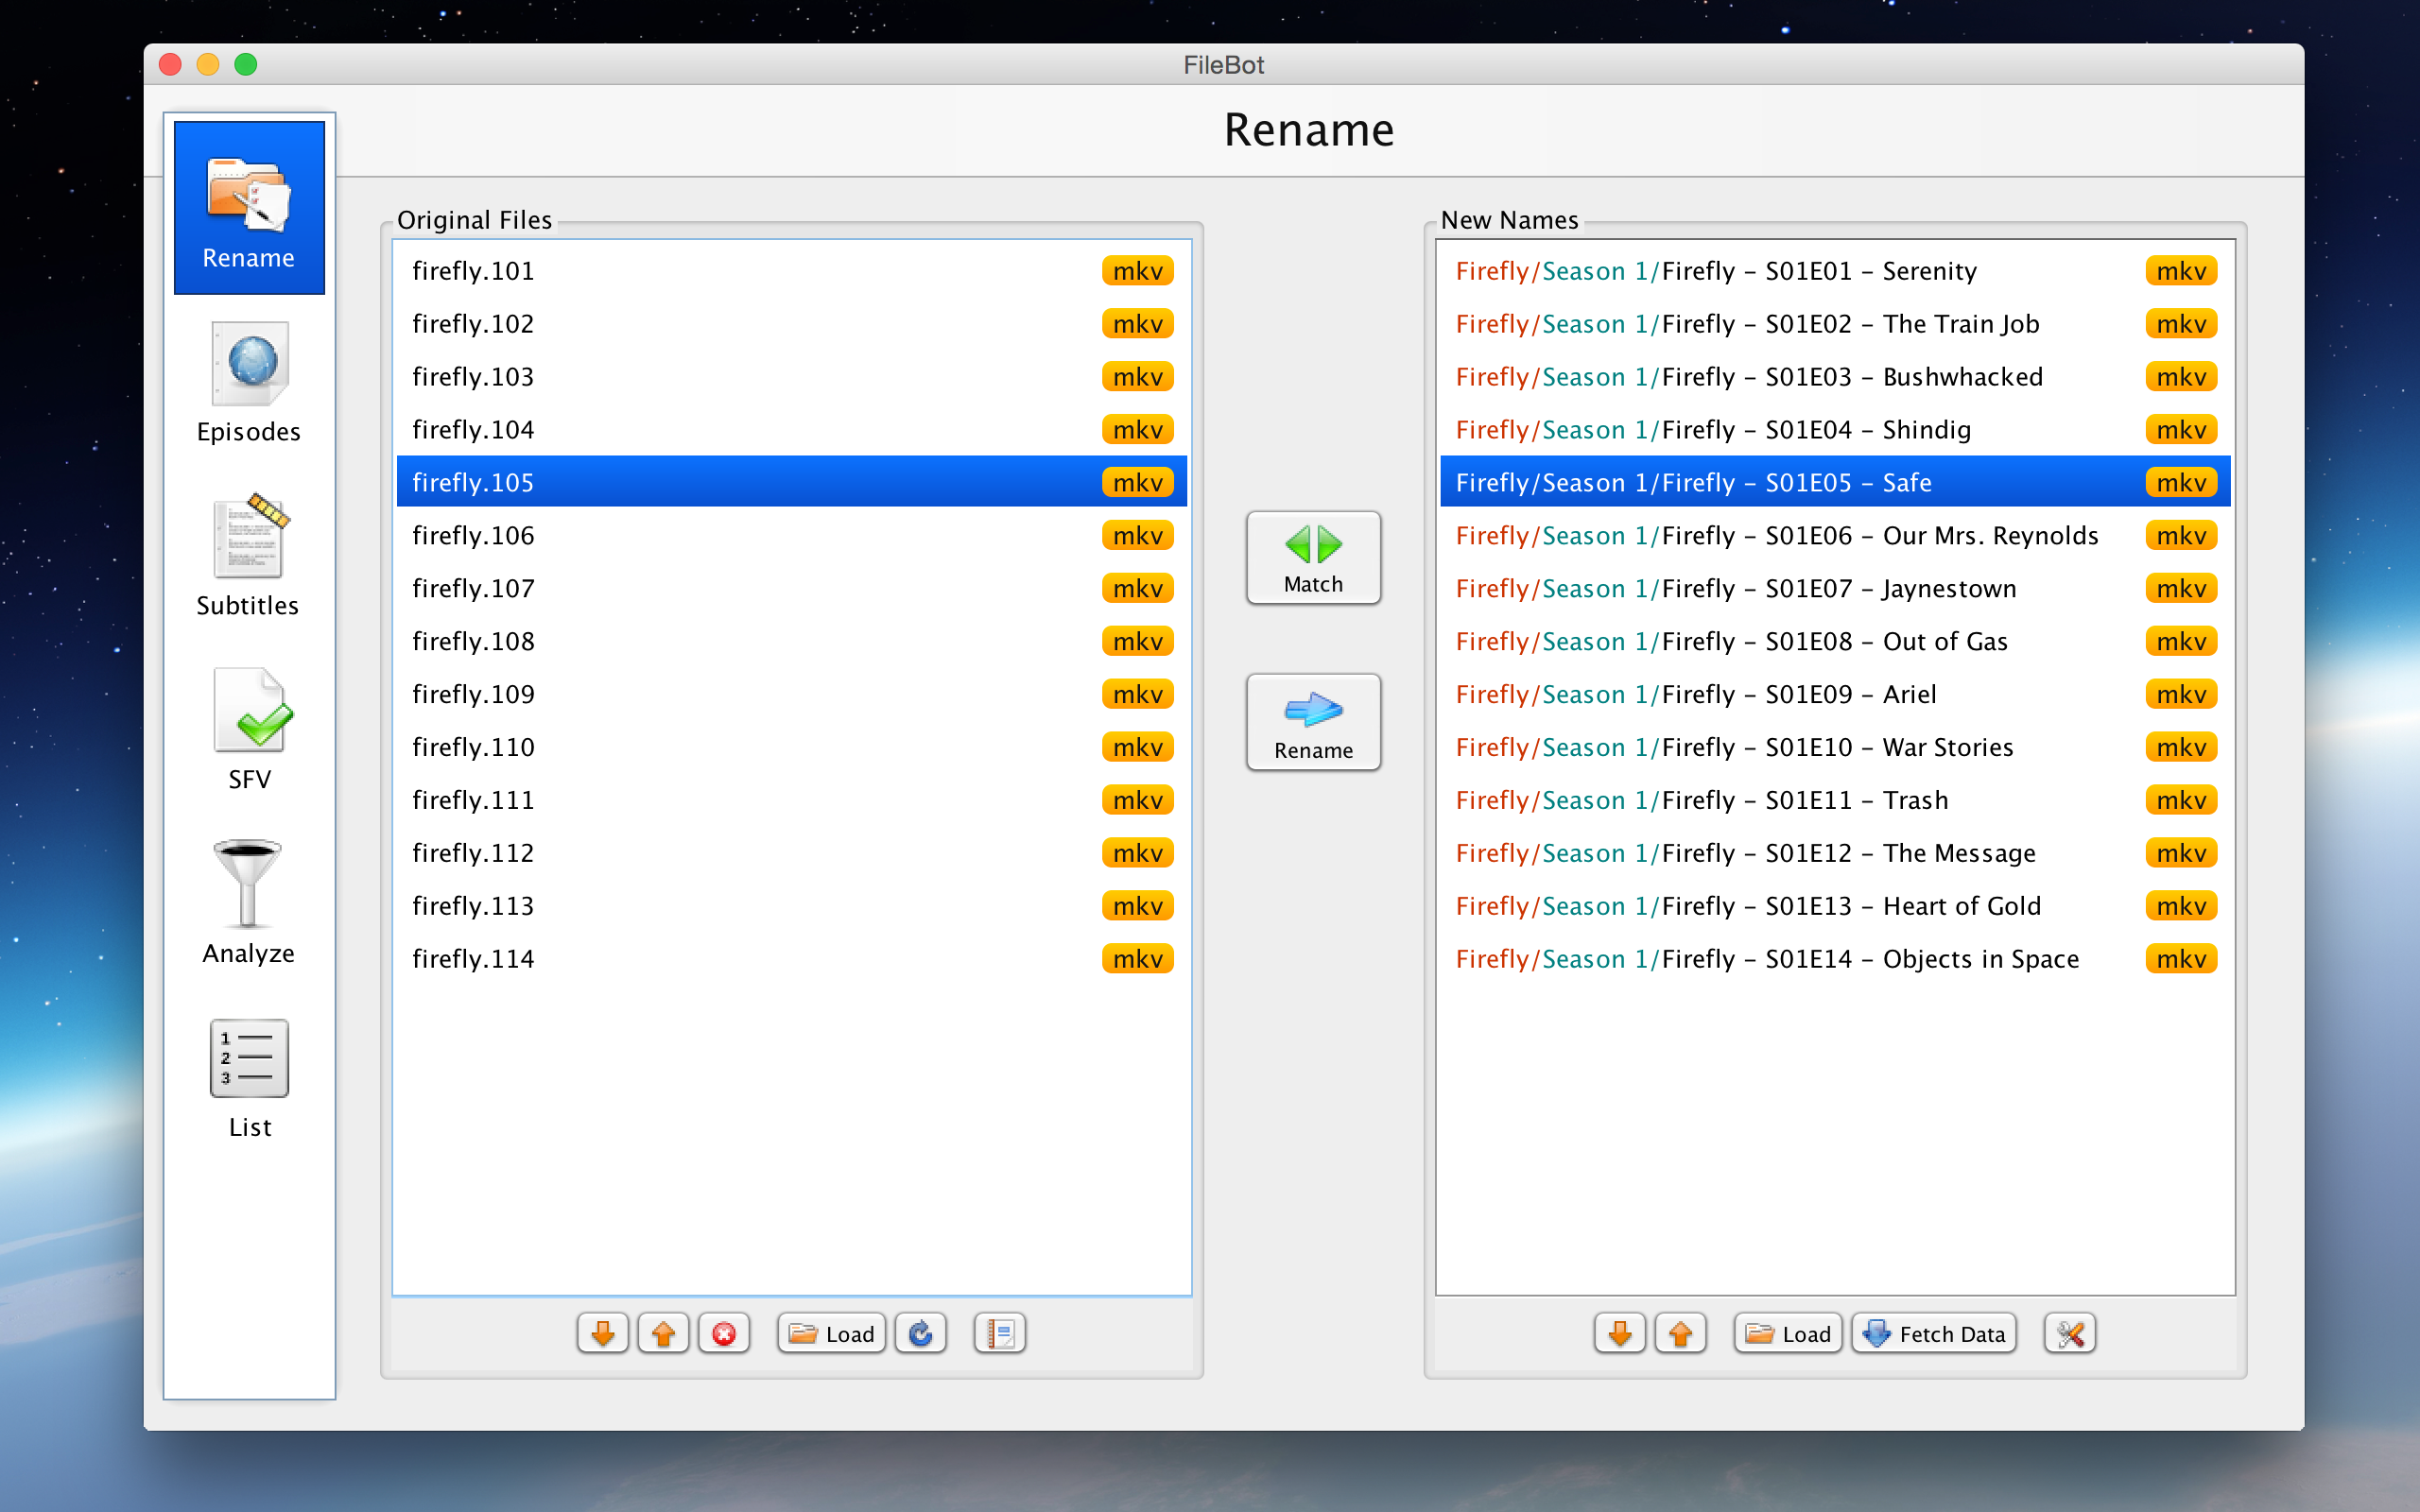 FileBot
Rename
Rename
Episodes
Subtitles
SFV
Analyze
1
2
3
List
Original Files
firefly.101 mkv
firefly.102 mkv
firefly.103 mkv
firefly.104 mkv
firefly.105 mkv
firefly.106 mkv
firefly.107 mkv
firefly.108 mkv
firefly.109 mkv
firefly.110 mkv
firefly.111 mkv
firefly.112 mkv
firefly.113 mkv
firefly.114 mkv
Load
Match
Rename
New Names
Firefly/Season 1/Firefly – S01E01 – Serenity mkv
Firefly/Season 1/Firefly – S01E02 – The Train Job mkv
Firefly/Season 1/Firefly – S01E03 – Bushwhacked mkv
Firefly/Season 1/Firefly – S01E04 – Shindig mkv
Firefly/Season 1/Firefly – S01E05 – Safe mkv
Firefly/Season 1/Firefly – S01E06 – Our Mrs. Reynolds mkv
Firefly/Season 1/Firefly – S01E07 – Jaynestown mkv
Firefly/Season 1/Firefly – S01E08 – Out of Gas mkv
Firefly/Season 1/Firefly – S01E09 – Ariel mkv
Firefly/Season 1/Firefly – S01E10 – War Stories mkv
Firefly/Season 1/Firefly – S01E11 – Trash mkv
Firefly/Season 1/Firefly – S01E12 – The Message mkv
Firefly/Season 1/Firefly – S01E13 – Heart of Gold mkv
Firefly/Season 1/Firefly – S01E14 – Objects in Space mkv
Load Fetch Data